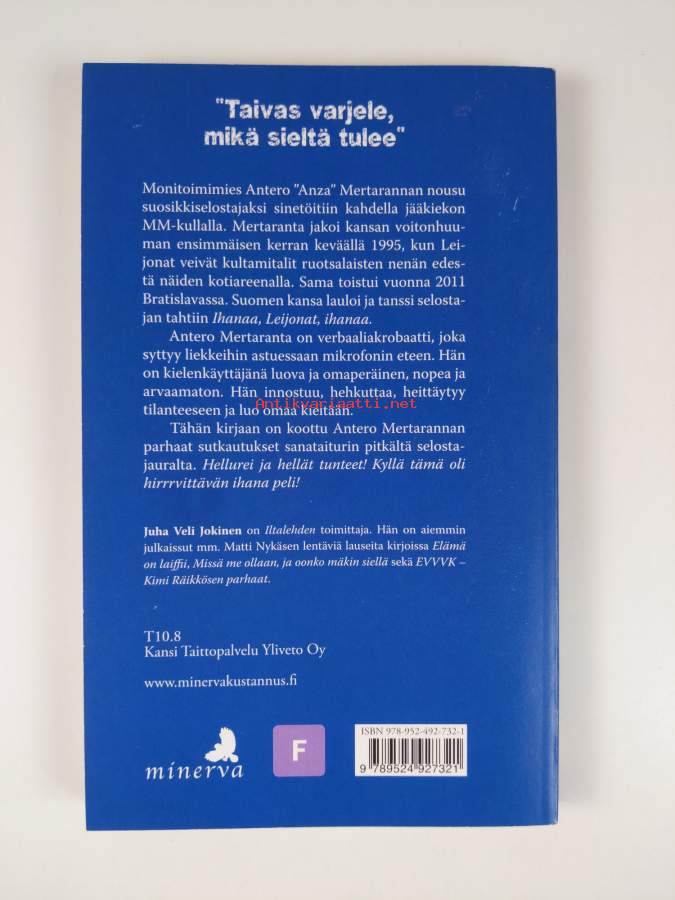 "Taivas varjele,
mikä sieltä tulee"
Monitoimimies Antero "Anza" Mertarannan nousu
suosikkiselostajaksi sinetöitiin kahdella jääkiekon
MM-kullalla. Mertaranta jakoi kansan voitonhuu-
man ensimmäisen kerran keväällä 1995, kun Lei-
jonat veivät kultamitalit ruotsalaisten nenän edes-
tä näiden kotiareenalla. Sama toistui vuonna 2011
Bratislavassa. Suomen kansa lauloi ja tanssi selosta-
jan tahtiin Ihanaa, Leijonat, ihanaa.
Antero Mertaranta on verbaaliakrobaatti, joka
syttyy liekkeihin astuessaan mikrofonin eteen. Hän
on kielenkäyttäjänä luova ja omaperäinen, nopea ja
arvaamaton. Hän innostuu, hehkuttaa, heittäytyy
Antikvariaatti.net
tilanteeseen ja luo omaa kieltään.
Tähän kirjaan on koottu Antero Mertarannan
parhaat sutkautukset sanataiturin pitkältä selosta-
jauralta. Hellurei ja hellät tunteet! Kyllä tämä oli
hirrrvittävän ihana peli!
Juha Veli Jokinen on Iltalehden toimittaja. Hän on aiemmin
julkaissut mm. Matti Nykäsen lentäviä lauseita kirjoissa Elämä
on laiffii, Missä me ollaan, ja oonko mäkin siellä sekä EVVVK –
Kimi Räikkösen parhaat.
T10.8
Kansi Taittopalvelu Yliveto Oy
www.minervakustannus.fi
minerva
F
ISBN 978-952-492-732-1
9 789524 927321